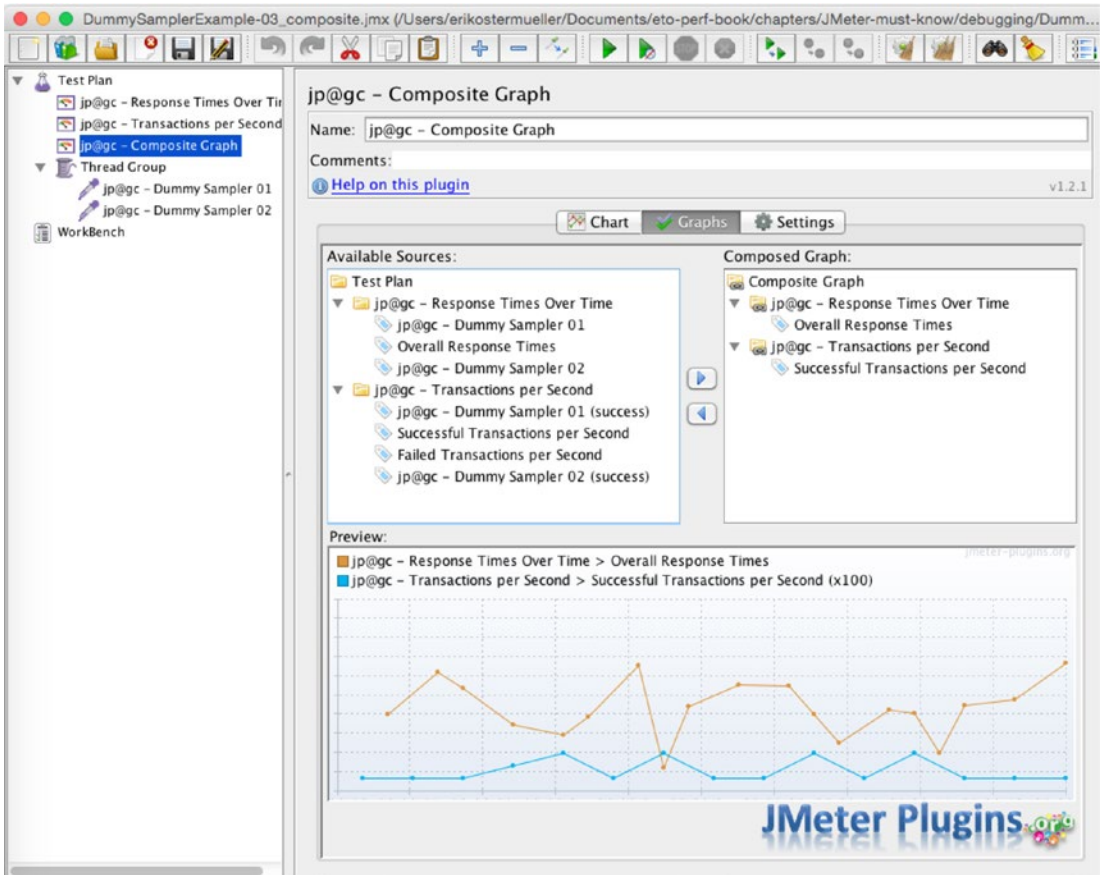 DummySamplerExample-03_composite.jmx (/Users/erikostermueller/Documents/eto-perf-book/chapters/JMeter-must-know/debugging/Dumm...
Test Plan
jp@gc – Response Times Over Tir
jp@gc – Transactions per Second
jp@gc – Composite Graph
Thread Group
jp@gc – Dummy Sampler 01
jp@gc – Dummy Sampler 02
WorkBench
jp@gc – Composite Graph
Name: jp@gc – Composite Graph
Comments:
Help on this plugin
v1.2.1
Chart Graphs Settings
Available Sources:
Test Plan
jp@gc – Response Times Over Time
jp@gc – Dummy Sampler 01
Overall Response Times
jp@gc – Dummy Sampler 02
jp@gc – Transactions per Second
jp@gc – Dummy Sampler 01 (success)
Successful Transactions per Second
Failed Transactions per Second
jp@gc – Dummy Sampler 02 (success)
Composed Graph:
Composite Graph
jp@gc – Response Times Over Time
Overall Response Times
jp@gc – Transactions per Second
Successful Transactions per Second
Preview:
jmeter-plugins.org
jp@gc – Response Times Over Time > Overall Response Times
jp@gc – Transactions per Second > Successful Transactions per Second (x100)
JMeter Plugins.org